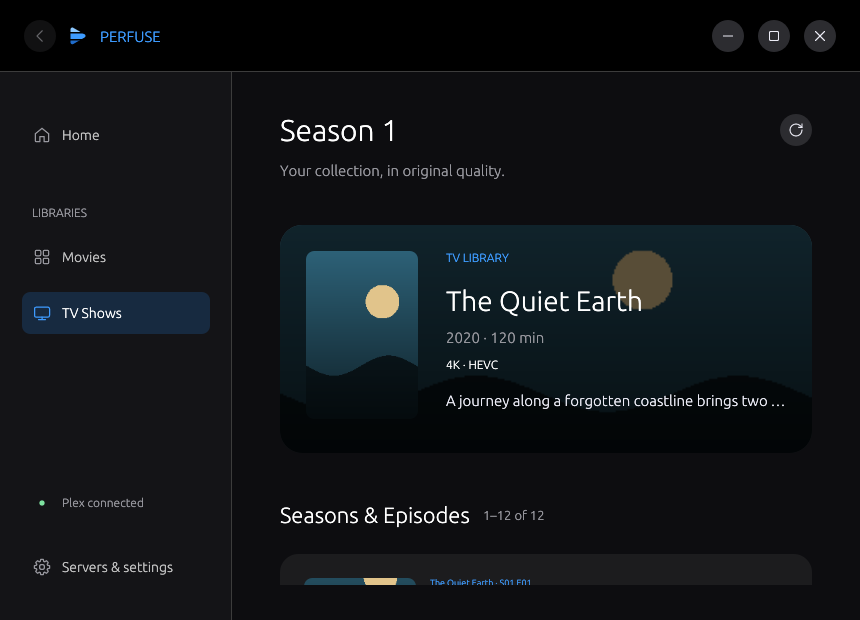 PERFUSE
Home
LIBRARIES
Movies
TV Shows
Plex connected
Servers & settings
Season 1
Your collection, in original quality.
TV LIBRARY
The Quiet Earth
2020 · 120 min
4K · HEVC
A journey along a forgotten coastline brings two …
Seasons & Episodes 1–12 of 12
The Quiet Earth · S01 E01